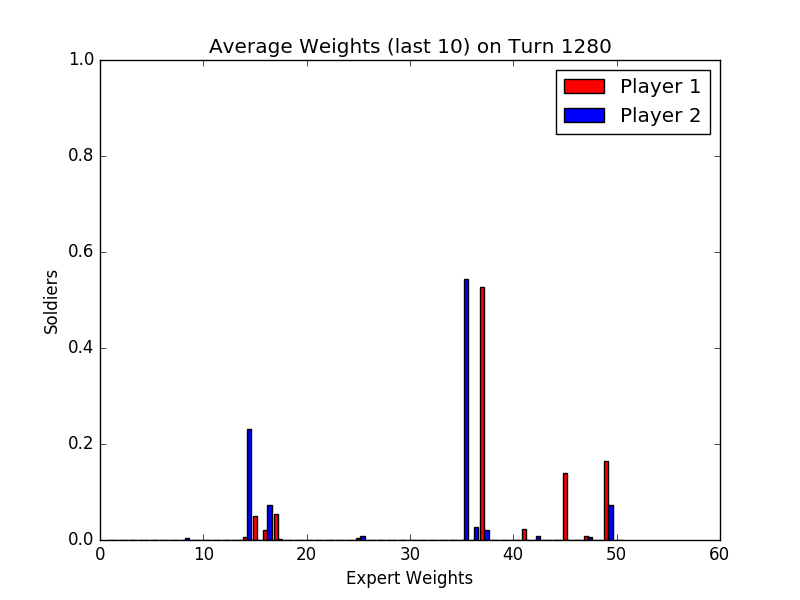 Average Weights (last 10) on Turn 1280
1.0
0.8
0.6
0.4
0.2
0.0
Soldiers
Player 1
Player 2
0 10 20 30 40 50 60
Expert Weights